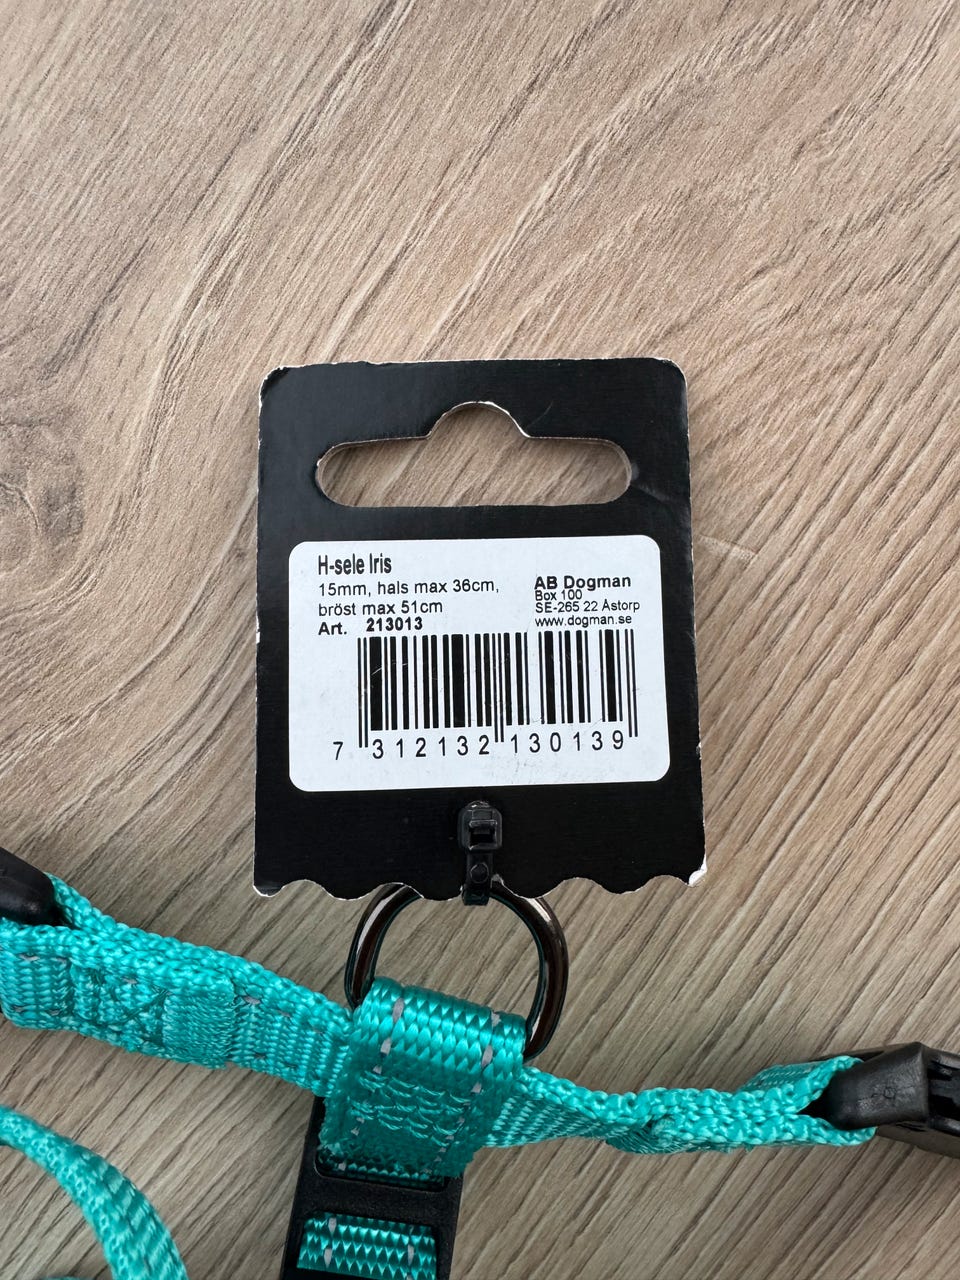 H-sele Iris
15mm, hals max 36cm,
bröst max 51cm
Art. 213013
AB Dogman
Box 100
SE-265 22 Åstorp
www.dogman.se
7 312132 130139